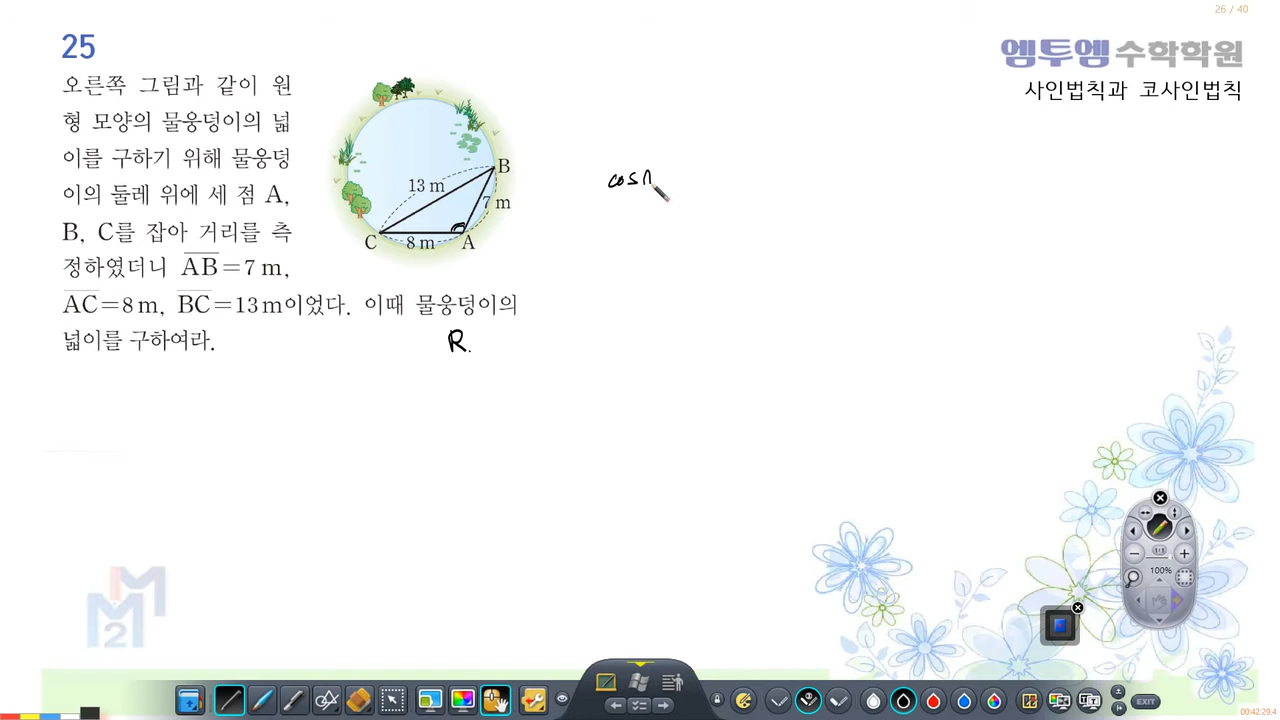 26 / 40
25
엠투엠수학학원
사인법칙과 코사인법칙
오른쪽 그림과 같이 원
형 모양의 물웅덩이의 넓
이를 구하기 위해 물웅덩
이의 둘레 위에 세 점 A,
B, C를 잡아 거리를 측
정하였더니 AB=7 m,
AC=8 m, BC=13 m이었다. 이때 물웅덩이의
넓이를 구하여라.
B
13 m
7 m
C
8 m
A
cos
R.
M M 2
100%
1:1
EXIT
00:42:29.4